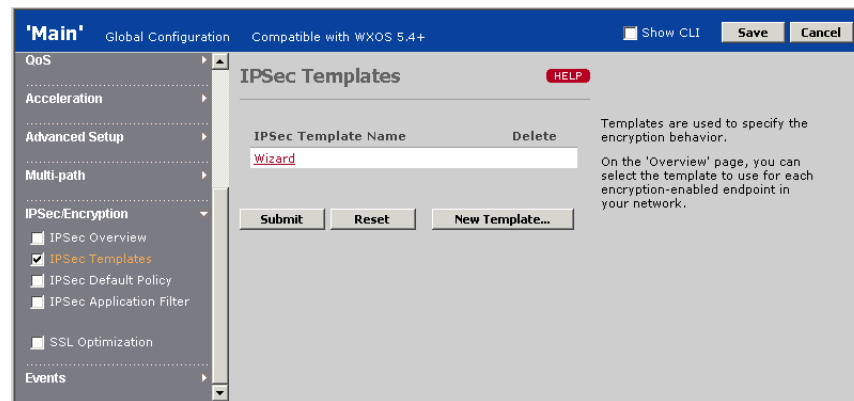 'Main' Global Configuration Compatible with WXOS 5.4+ Show CLI Save Cancel
QoS
Acceleration
Advanced Setup
Multi-path
IPSec/Encryption
IPSec Overview
IPSec Templates
IPSec Default Policy
IPSec Application Filter
SSL Optimization
Events
IPSec Templates HELP
IPSec Template Name Delete
Wizard
Submit Reset New Template...
Templates are used to specify the
encryption behavior.
On the 'Overview' page, you can
select the template to use for each
encryption-enabled endpoint in
your network.